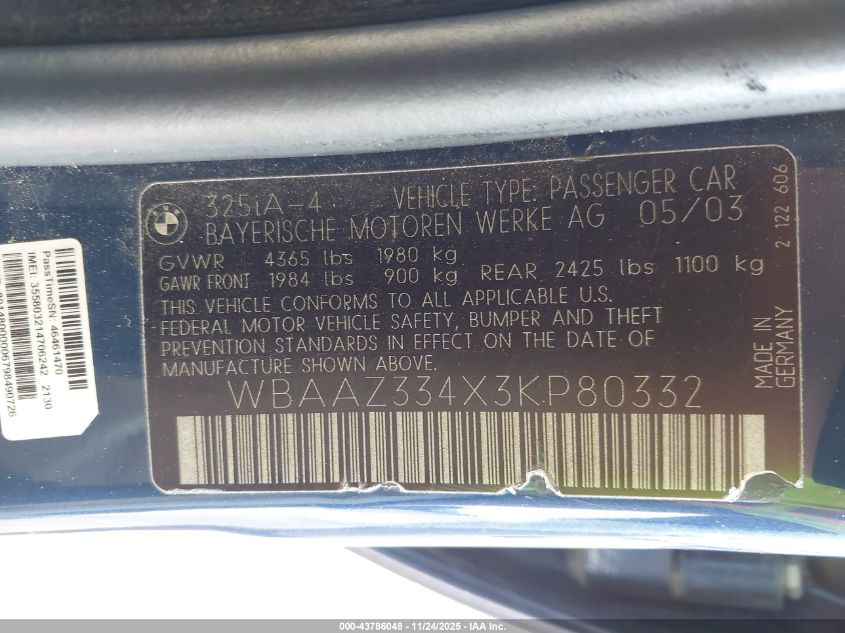 325iA-4 VEHICLE TYPE: PASSENGER CAR
BAYERISCHE MOTOREN WERKE AG 05/03
GVWR 4365 lbs 1980 kg
GAWR FRONT 1984 lbs 900 kg REAR 2425 lbs 1100 kg
THIS VEHICLE CONFORMS TO ALL APPLICABLE U.S.
FEDERAL MOTOR VEHICLE SAFETY, BUMPER AND THEFT
PREVENTION STANDARDS IN EFFECT ON THE DATE OF
MANUFACTURE SHOWN ABOVE.
WBAAZ334X3KP80332
MADE IN
GERMANY 2 122 606
PassTimeSN: 46461470
IMEI: 355803214706242 2130
000-43786048 - 11/24/2025 - IAA Inc.